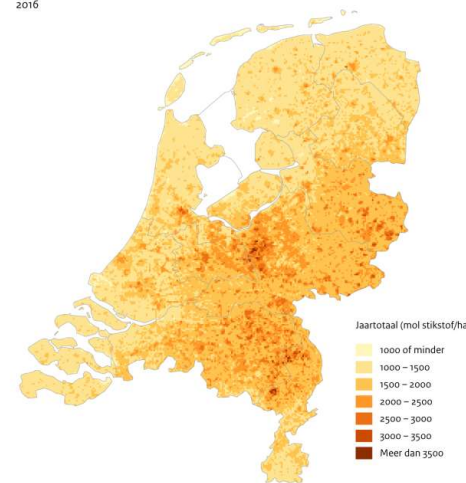 2016
Jaartotaal (mol stikstof/ha
1000 of minder
1000 – 1500
1500 – 2000
2000 – 2500
2500 – 3000
3000 – 3500
Meer dan 3500